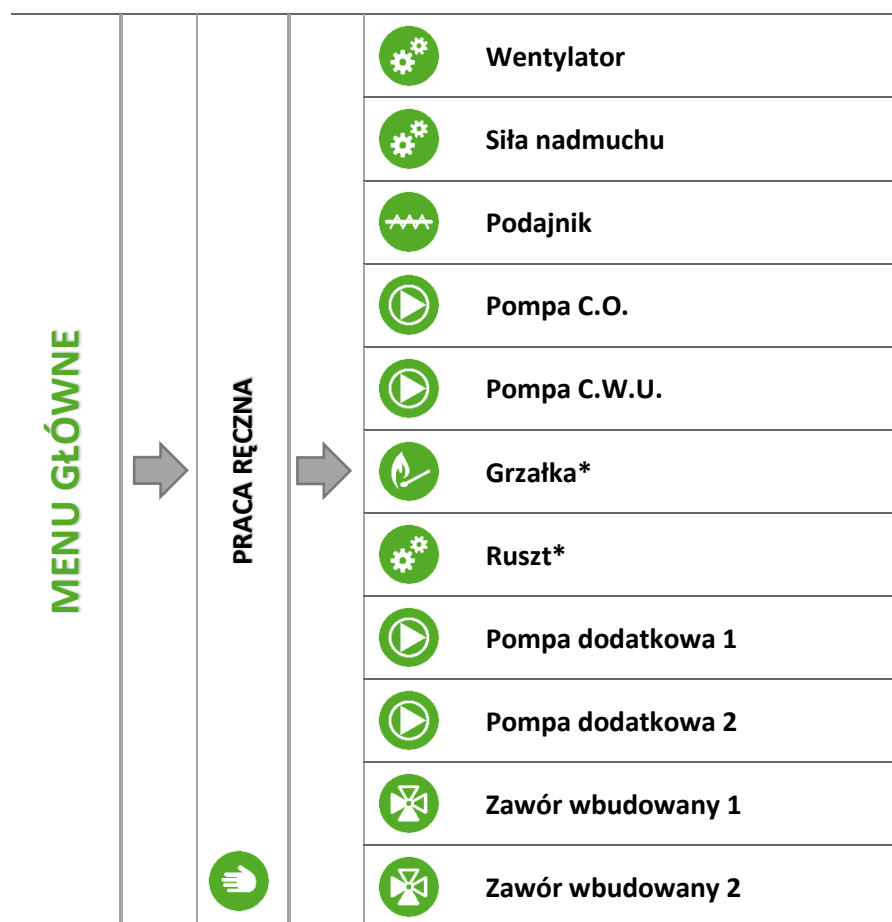 MENU GŁÓWNE
PRACA RĘCZNA
Wentylator
Siła nadmuchu
Podajnik
Pompa C.O.
Pompa C.W.U.
Grzałka*
Ruszt*
Pompa dodatkowa 1
Pompa dodatkowa 2
Zawór wbudowany 1
Zawór wbudowany 2